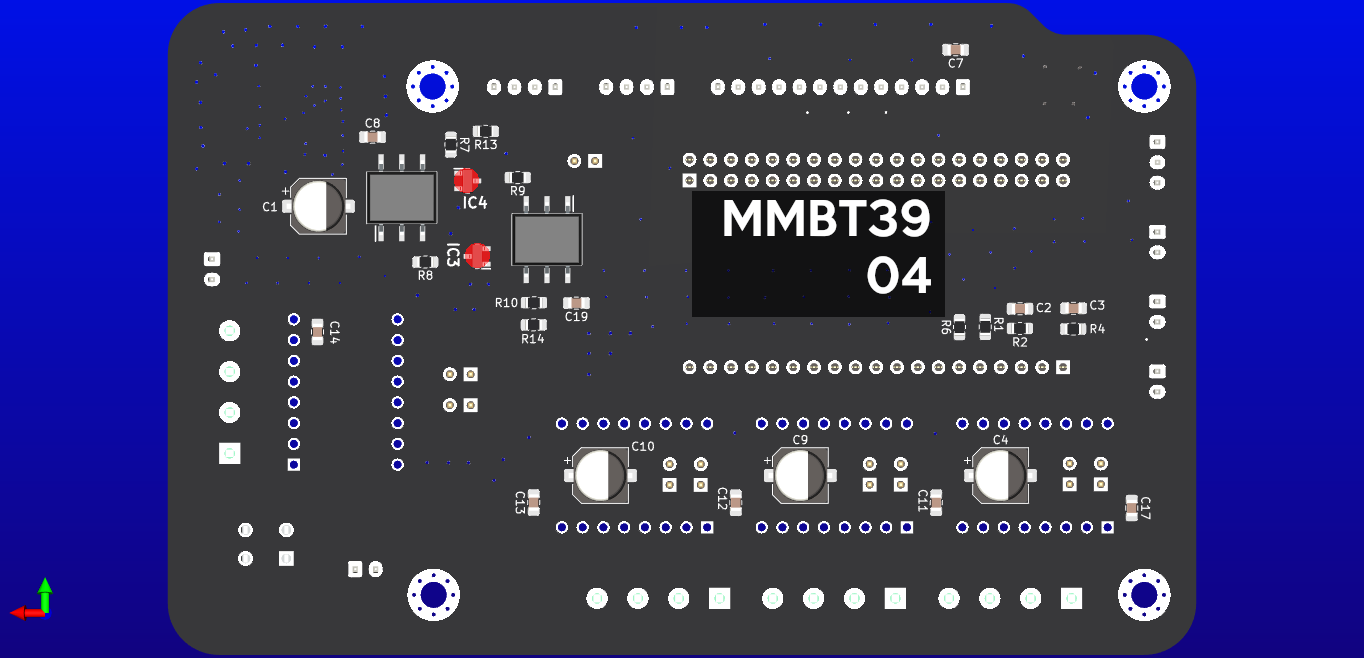 C7
C8
R7
R13
R9
C1
+
IC4
MMBT39
04
IC3
R8
R10
C19
C2
C3
C14
R14
R6
R1
R2
R4
C10
C9
C4
+
+
+
C13
C12
C11
C17